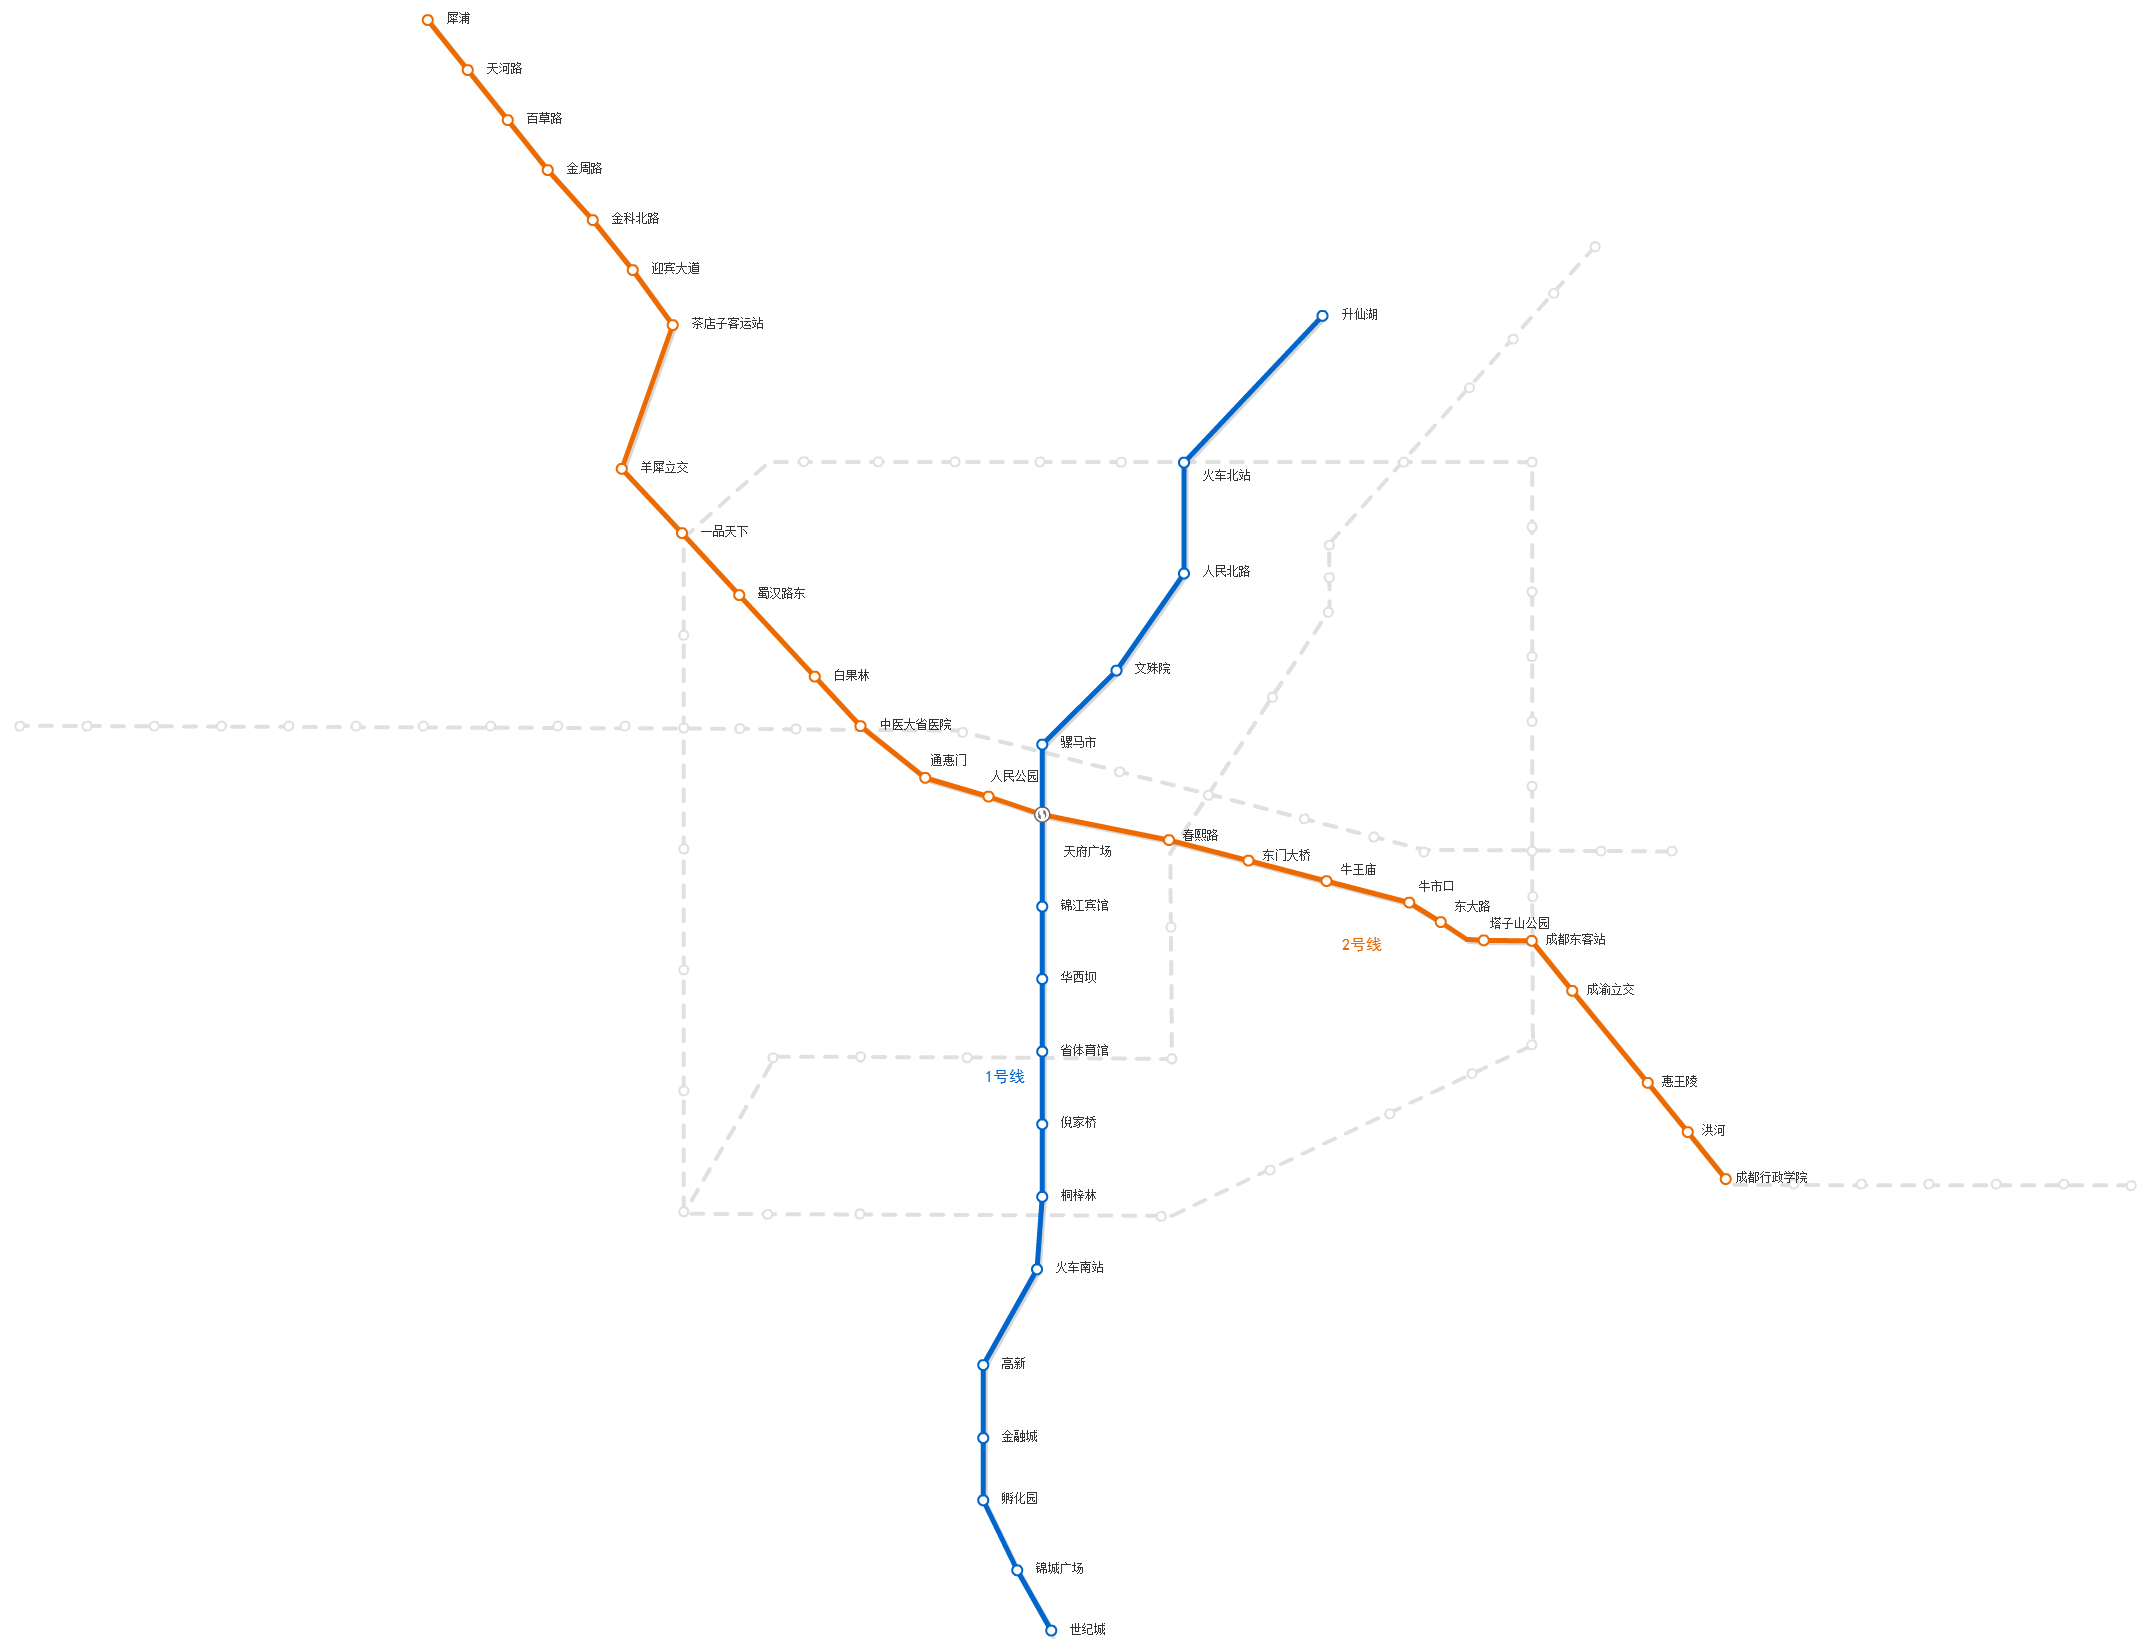 犀浦
天河路
百草路
金周路
金科北路
迎宾大道
升仙湖
茶店子客运站
羊犀立交
火车北站
一品天下
人民北路
蜀汉路东
文殊院
白果林
中医大省医院
骡马市
通惠门
人民公园
春熙路
天府广场
东门大桥
牛王庙
牛市口
锦江宾馆
东大路
塔子山公园
成都东客站
2号线
华西坝
成渝立交
省体育馆
1号线
惠王陵
倪家桥
洪河
成都行政学院
桐梓林
火车南站
高新
金融城
孵化园
锦城广场
世纪城